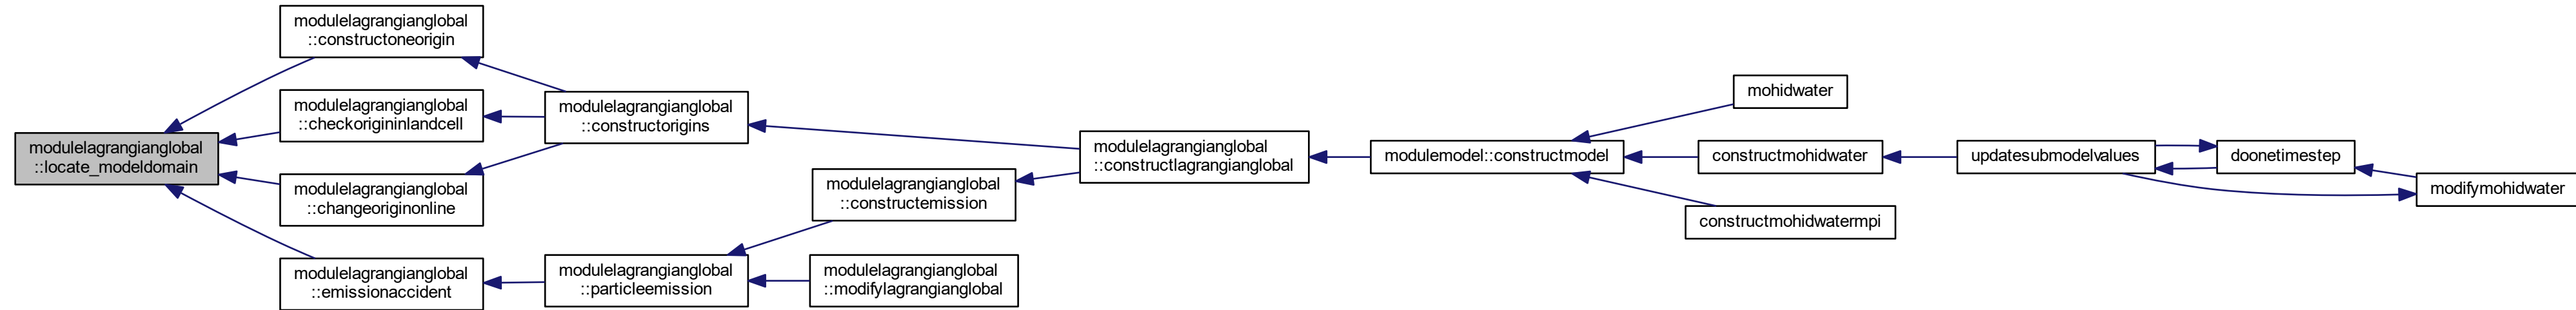 modulelagrangianglobal
::locate_modeldomain
modulelagrangianglobal
::constructoneorigin
modulelagrangianglobal
::checkorigininlandcell
modulelagrangianglobal
::changeoriginonline
modulelagrangianglobal
::emissionaccident
modulelagrangianglobal
::constructorigins
modulelagrangianglobal
::particleemission
modulelagrangianglobal
::constructemission
modulelagrangianglobal
::modifylagrangianglobal
modulelagrangianglobal
::constructlagrangianglobal
modulemodel::constructmodel
mohidwater
constructmohidwater
constructmohidwatermpi
updatesubmodelvalues
doonetimestep
modifymohidwater